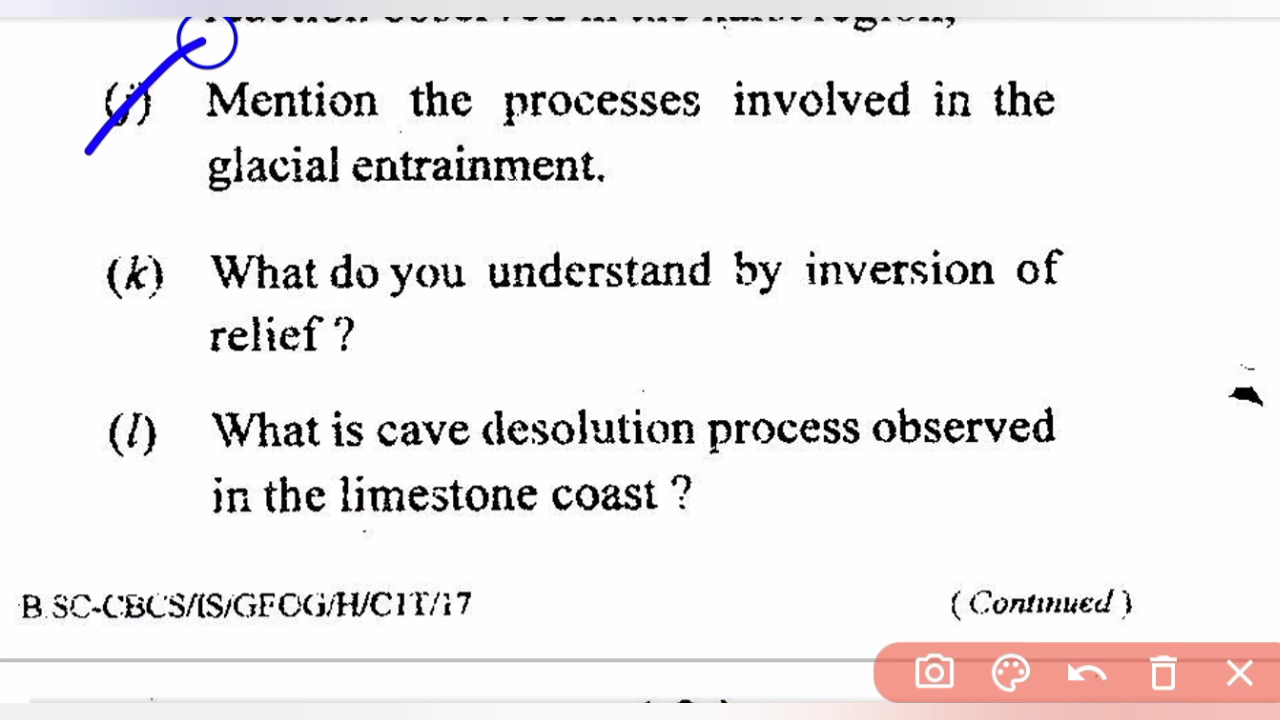 (j) Mention the processes involved in the
glacial entrainment.
(k) What do you understand by inversion of
relief ?
(l) What is cave desolution process observed
in the limestone coast ?
B.SC-CBCS/IS/GEOG/H/C1T/17
( Continued )